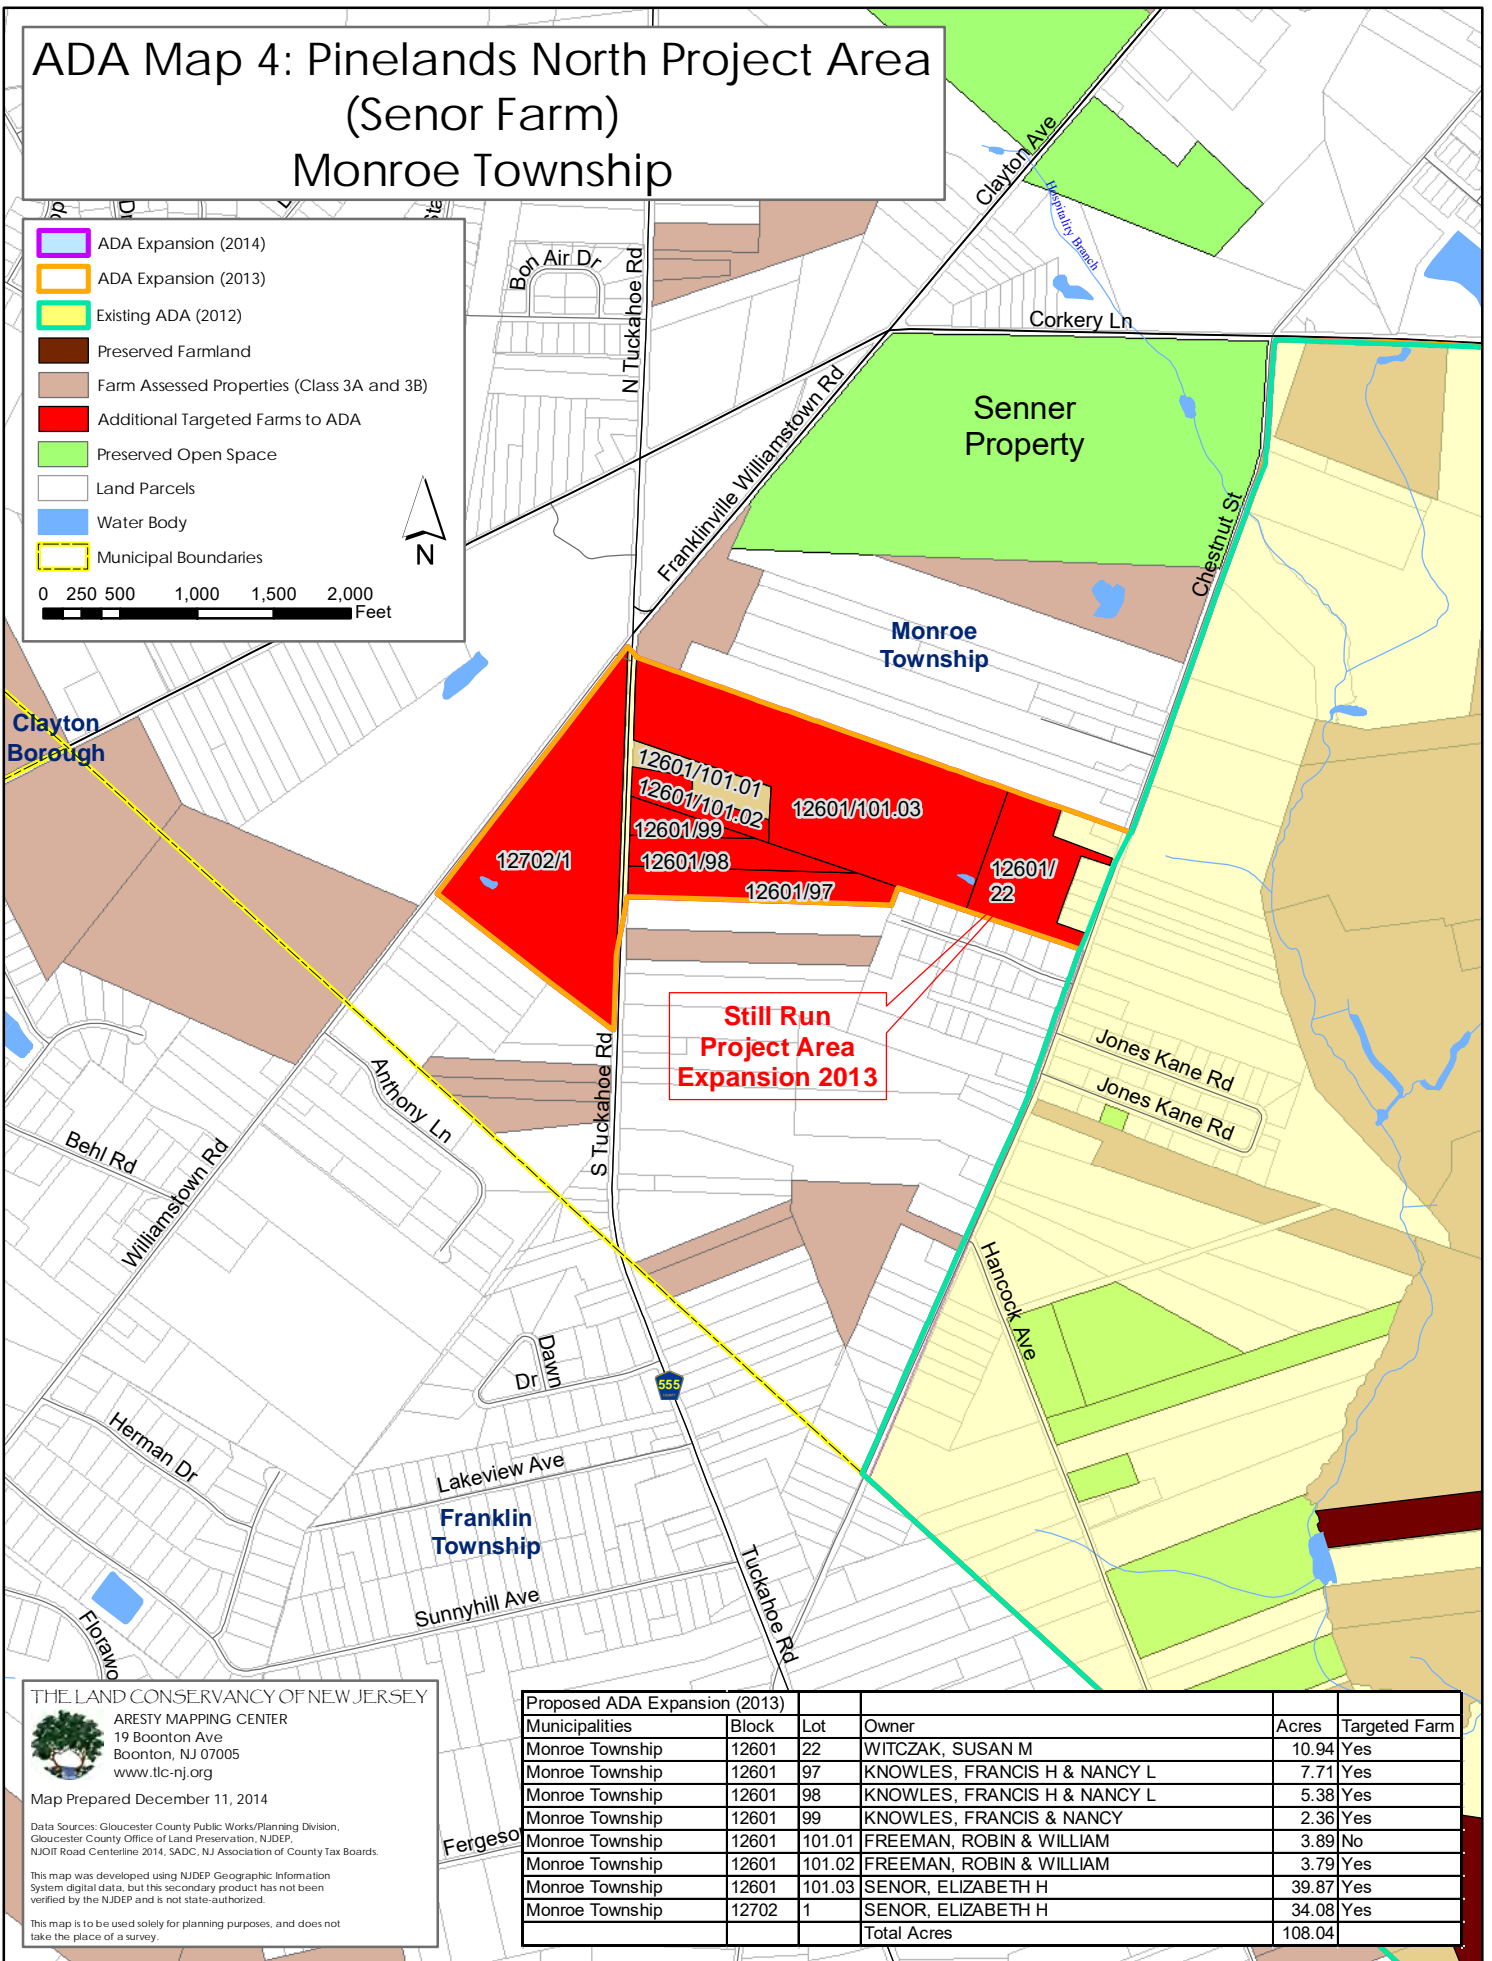 ADA Map 4: Pinelands North Project Area
(Senor Farm)
Monroe Township
ADA Expansion (2014)
ADA Expansion (2013)
Existing ADA (2012)
Preserved Farmland
Farm Assessed Properties (Class 3A and 3B)
Additional Targeted Farms to ADA
Preserved Open Space
Land Parcels
Water Body
Municipal Boundaries
N
0 250 500 1,000 1,500 2,000
Feet
Bon Air Dr
N Tuckahoe Rd
Clayton Ave
Hospitality Branch
Corkery Ln
Franklinville Williamstown Rd
Senner
Property
Chestnut St
Monroe
Township
Clayton
Borough
12601/101.01
12601/101.02
12601/101.03
12601/99
12601/98
12601/97
12702/1
12601/
22
Still Run
Project Area
Expansion 2013
Jones Kane Rd
Jones Kane Rd
S Tuckahoe Rd
Anthony Ln
Behl Rd
Williamstown Rd
Hancock Ave
Dawn
Dr
555
Herman Dr
Lakeview Ave
Franklin
Township
Sunnyhill Ave
Tuckahoe Rd
Florawo
Fergeso
THE LAND CONSERVANCY OF NEW JERSEY
ARESTY MAPPING CENTER
19 Boonton Ave
Boonton, NJ 07005
www.tlc-nj.org
Map Prepared December 11, 2014
Data Sources: Gloucester County Public Works/Planning Division,
Gloucester County Office of Land Preservation, NJDEP,
NJOIT Road Centerline 2014, SADC, NJ Association of County Tax Boards.
This map was developed using NJDEP Geographic Information
System digital data, but this secondary product has not been
verified by the NJDEP and is not state-authorized.
This map is to be used solely for planning purposes, and does not
take the place of a survey.
Proposed ADA Expansion (2013)
Municipalities Block Lot Owner Acres Targeted Farm
Monroe Township 12601 22 WITCZAK, SUSAN M 10.94 Yes
Monroe Township 12601 97 KNOWLES, FRANCIS H & NANCY L 7.71 Yes
Monroe Township 12601 98 KNOWLES, FRANCIS H & NANCY L 5.38 Yes
Monroe Township 12601 99 KNOWLES, FRANCIS & NANCY 2.36 Yes
Monroe Township 12601 101.01 FREEMAN, ROBIN & WILLIAM 3.89 No
Monroe Township 12601 101.02 FREEMAN, ROBIN & WILLIAM 3.79 Yes
Monroe Township 12601 101.03 SENOR, ELIZABETH H 39.87 Yes
Monroe Township 12702 1 SENOR, ELIZABETH H 34.08 Yes
Total Acres 108.04